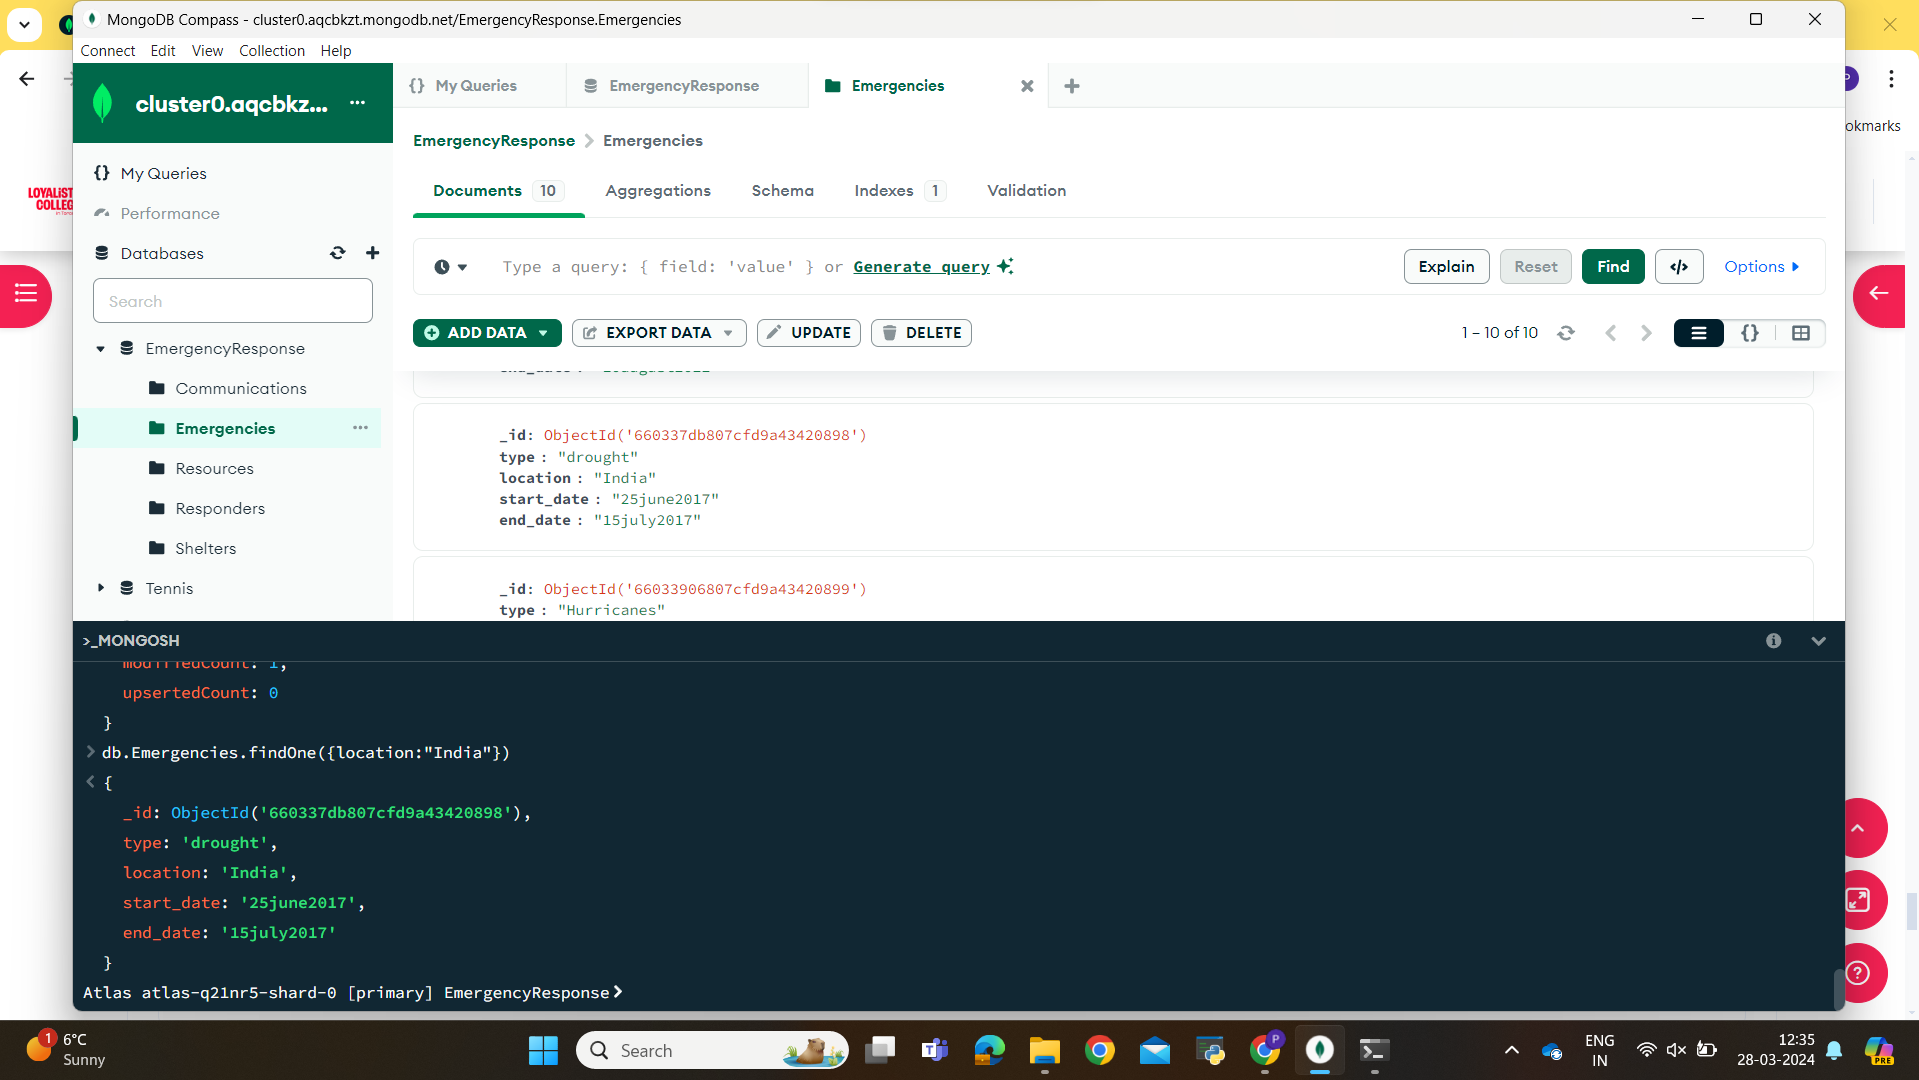 MongoDB Compass - cluster0.aqcbkzt.mongodb.net/EmergencyResponse.Emergencies
Connect Edit View Collection Help
cluster0.aqcbkz... ...
{} My Queries
EmergencyResponse
Emergencies
okmarks
EmergencyResponse > Emergencies
My Queries
Performance
Databases
Search
EmergencyResponse
Communications
Emergencies
Resources
Responders
Shelters
Tennis
LOYALIST
COLLEG
Documents 10 Aggregations Schema Indexes 1 Validation
Type a query: { field: 'value' } or Generate query
Explain Reset Find </> Options
ADD DATA EXPORT DATA UPDATE DELETE
1 – 10 of 10
_id: ObjectId('660337db807cfd9a43420898')
type : "drought"
location : "India"
start_date : "25june2017"
end_date : "15july2017"
_id: ObjectId('66033906807cfd9a43420899')
type : "Hurricanes"
>_MONGOSH
modifiedCount: 1,
upsertedCount: 0
}
> db.Emergencies.findOne({location:"India"})
< {
_id: ObjectId('660337db807cfd9a43420898'),
type: 'drought',
location: 'India',
start_date: '25june2017',
end_date: '15july2017'
}
Atlas atlas-q21nr5-shard-0 [primary] EmergencyResponse>
1
6°C
Sunny
Search
P
ENG
IN
12:35
28-03-2024
PRE